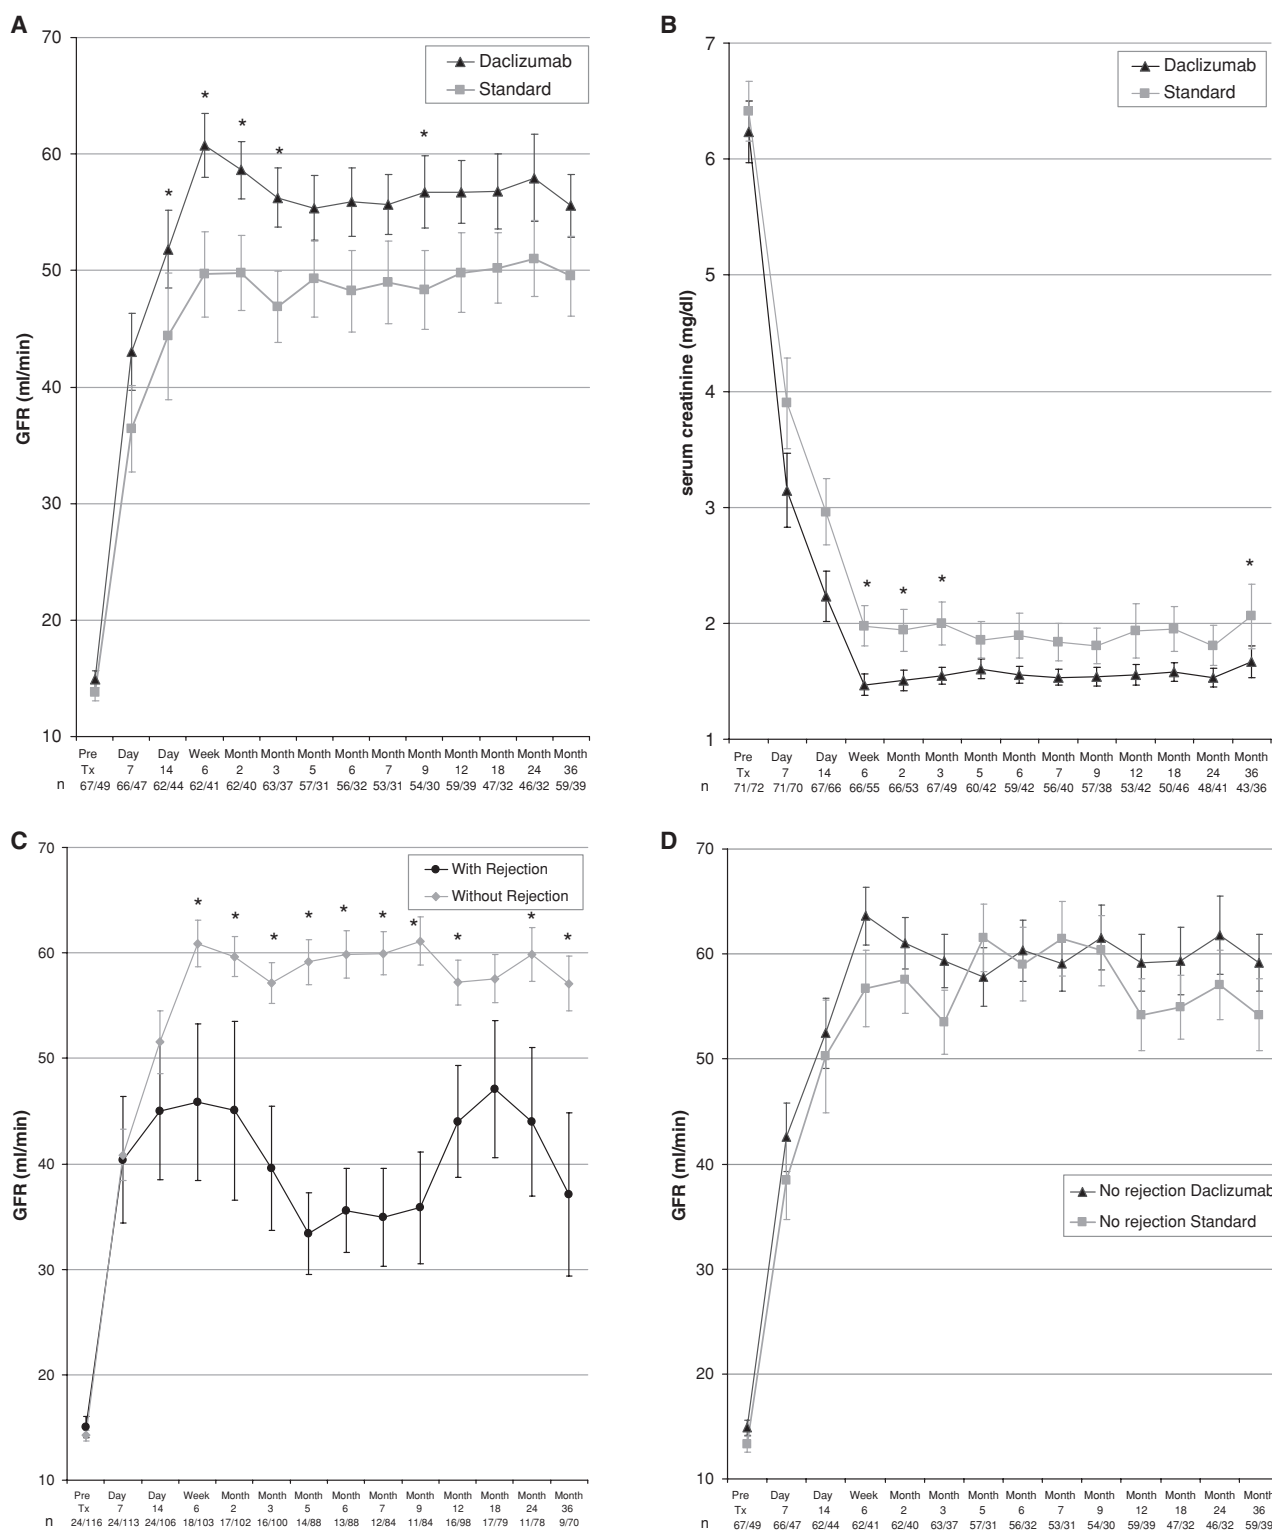 A
70
60
50
40
30
20
10
GFR (ml/min)
Daclizumab
Standard
* * * * *
Pre Day Day Week Month Month Month Month Month Month Month Month Month Month
Tx 7 14 6 2 3 5 6 7 9 12 18 24 36
n 67/49 66/47 62/44 62/41 62/40 63/37 57/31 56/32 53/31 54/30 59/39 47/32 46/32 59/39
B
7
6
5
4
3
2
1
serum creatinine (mg/dl)
Daclizumab
Standard
* * * *
Pre Day Day Week Month Month Month Month Month Month Month Month Month Month
Tx 7 14 6 2 3 5 6 7 9 12 18 24 36
n 71/72 71/70 67/66 66/55 66/53 67/49 60/42 59/42 56/40 57/38 53/42 50/46 48/41 43/36
C
70
60
50
40
30
20
10
GFR (ml/min)
With Rejection
Without Rejection
* * * * * * * * * *
Pre Day Day Week Month Month Month Month Month Month Month Month Month Month
Tx 7 14 6 2 3 5 6 7 9 12 18 24 36
n 24/116 24/113 24/106 18/103 17/102 16/100 14/88 13/88 12/84 11/84 16/98 17/79 11/78 9/70
D
70
60
50
40
30
20
10
GFR (ml/min)
No rejection Daclizumab
No rejection Standard
Pre Day Day Week Month Month Month Month Month Month Month Month Month Month
Tx 7 14 6 2 3 5 6 7 9 12 18 24 36
n 67/49 66/47 62/44 62/41 62/40 63/37 57/31 56/32 53/31 54/30 59/39 47/32 46/32 59/39